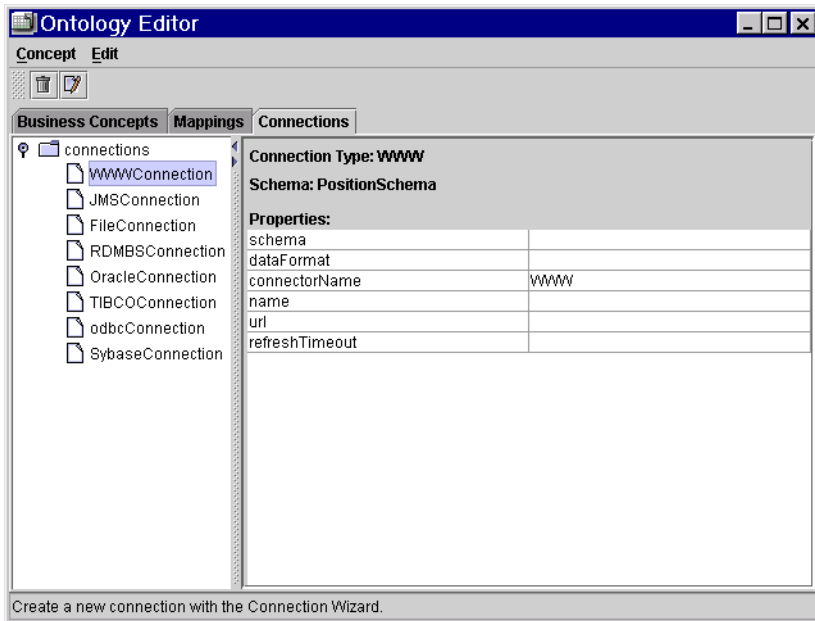 Ontology Editor
Concept Edit
Business Concepts Mappings Connections
connections
WWWConnection
JMSConnection
FileConnection
RDMBSConnection
OracleConnection
TIBCOConnection
odbcConnection
SybaseConnection
Connection Type: WWW
Schema: PositionSchema
Properties:
schema
dataFormat
connectorName WWW
name
url
refreshTimeout
Create a new connection with the Connection Wizard.